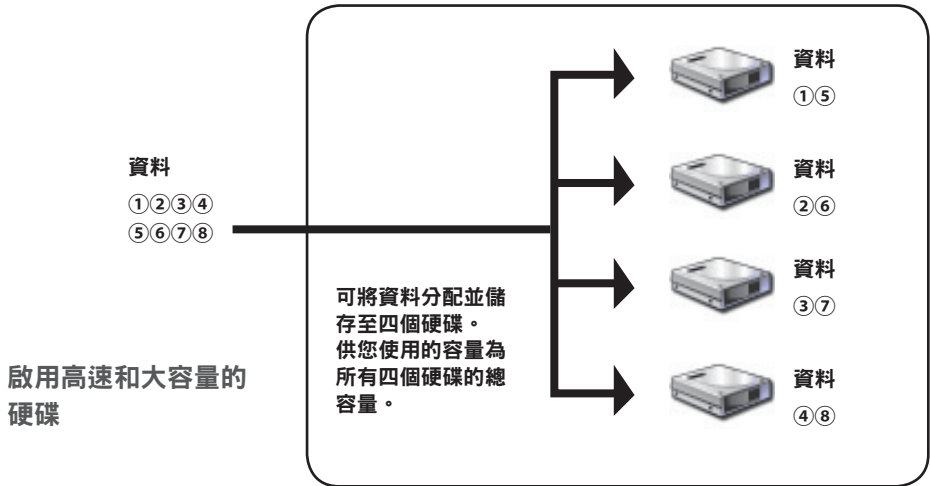 資料
①②③④
⑤⑥⑦⑧
啟用高速和大容量的
硬碟
可將資料分配並儲
存至四個硬碟。
供您使用的容量為
所有四個硬碟的總
容量。
資料
①⑤
資料
②⑥
資料
③⑦
資料
④⑧